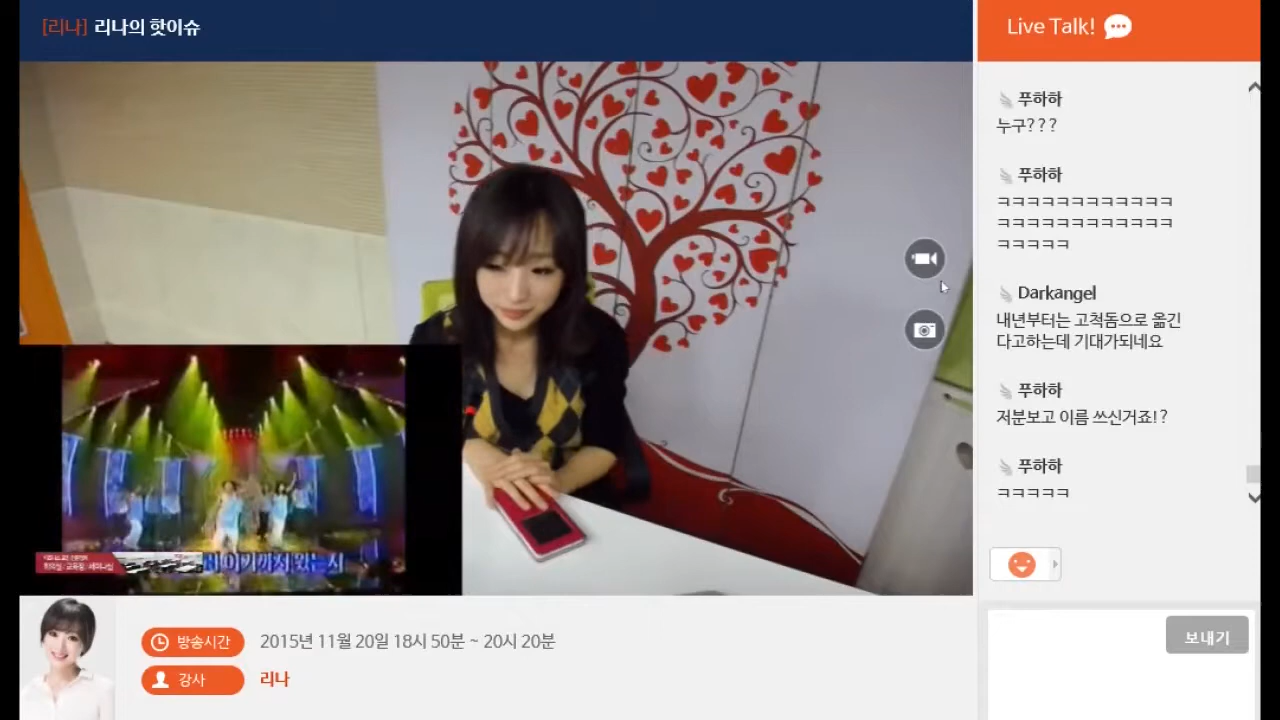 [리나] 리나의 핫이슈
Live Talk!
푸하하
누구???
푸하하
ㅋㅋㅋㅋㅋㅋㅋㅋㅋㅋㅋㅋ
ㅋㅋㅋㅋㅋㅋㅋㅋㅋㅋㅋㅋ
ㅋㅋㅋㅋㅋ
Darkangel
내년부터는 고척돔으로 옮긴
다고하는데 기대가되네요
푸하하
저분보고 이름 쓰신거죠!?
푸하하
ㅋㅋㅋㅋㅋ
보내기
방송시간 2015년 11월 20일 18시 50분 ~ 20시 20분
강사 리나